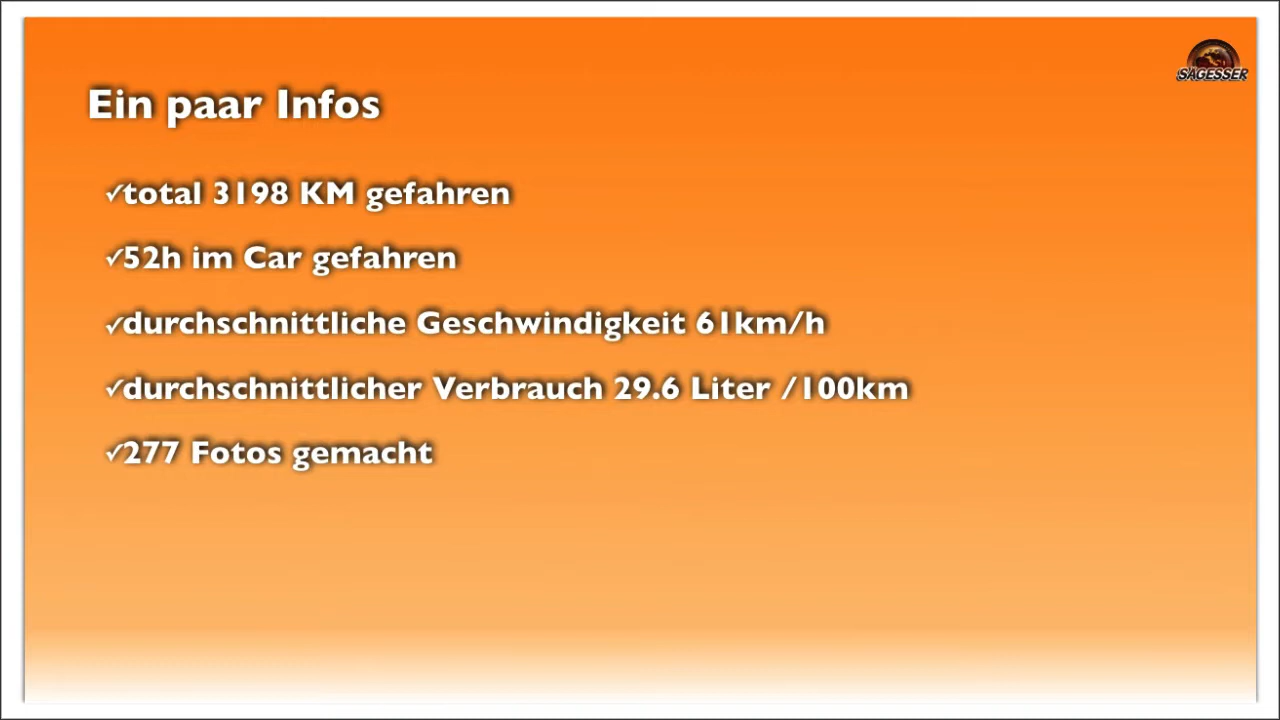 SÄGESSER
Ein paar Infos
✓total 3198 KM gefahren
✓52h im Car gefahren
✓durchschnittliche Geschwindigkeit 61km/h
✓durchschnittlicher Verbrauch 29.6 Liter /100km
✓277 Fotos gemacht